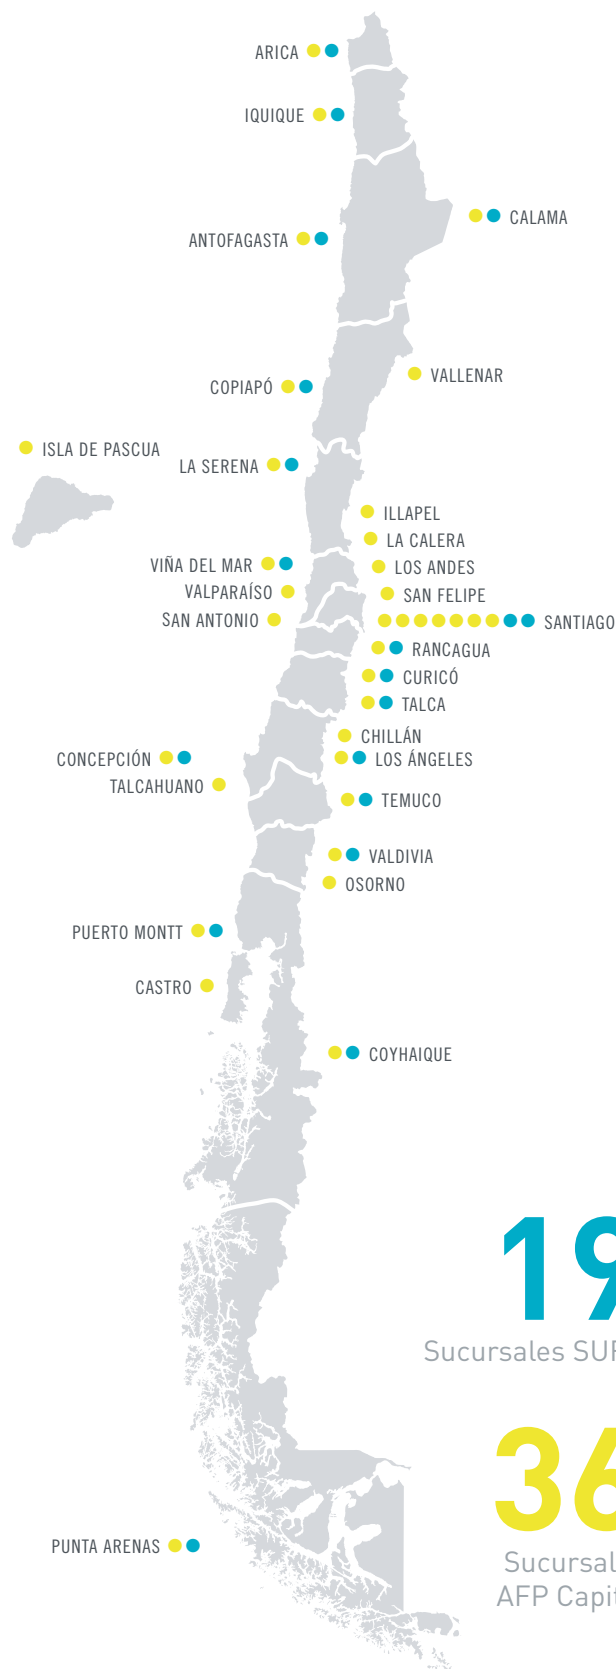 ARICA
IQUIQUE
CALAMA
ANTOFAGASTA
VALLENAR
COPIAPÓ
ISLA DE PASCUA
LA SERENA
ILLAPEL
LA CALERA
VIÑA DEL MAR
LOS ANDES
VALPARAÍSO
SAN FELIPE
SAN ANTONIO
SANTIAGO
RANCAGUA
CURICÓ
TALCA
CHILLÁN
CONCEPCIÓN
LOS ÁNGELES
TALCAHUANO
TEMUCO
VALDIVIA
OSORNO
PUERTO MONTT
CASTRO
COYHAIQUE
19
Sucursales
36
AFP
PUNTA ARENAS